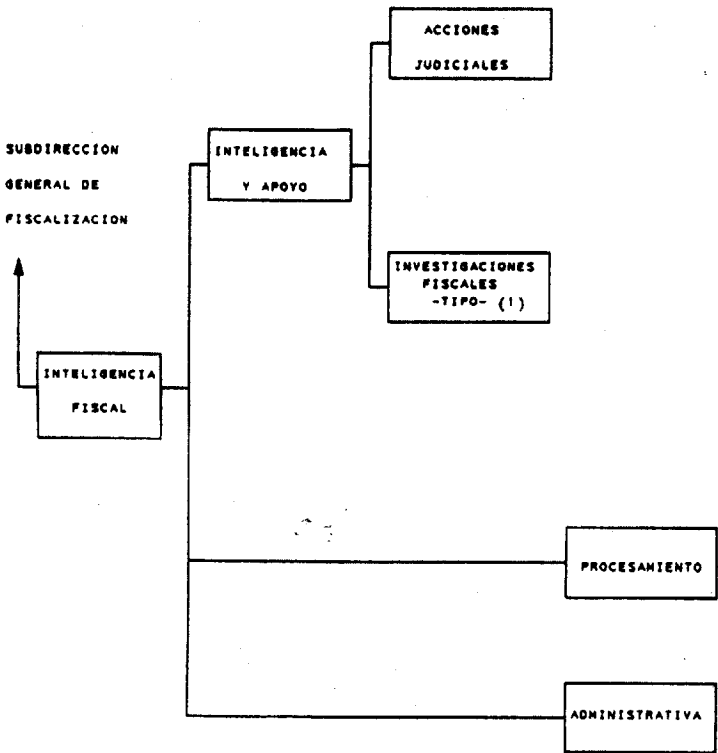 ACCIONES
JUDICIALES
SUBDIRECCION
GENERAL DE
FISCALIZACION
INTELIGENCIA
Y APOYO
INVESTIGACIONES
FISCALES
-TIPO- (1)
INTELIGENCIA
FISCAL
PROCESAMIENTO
ADMINISTRATIVA